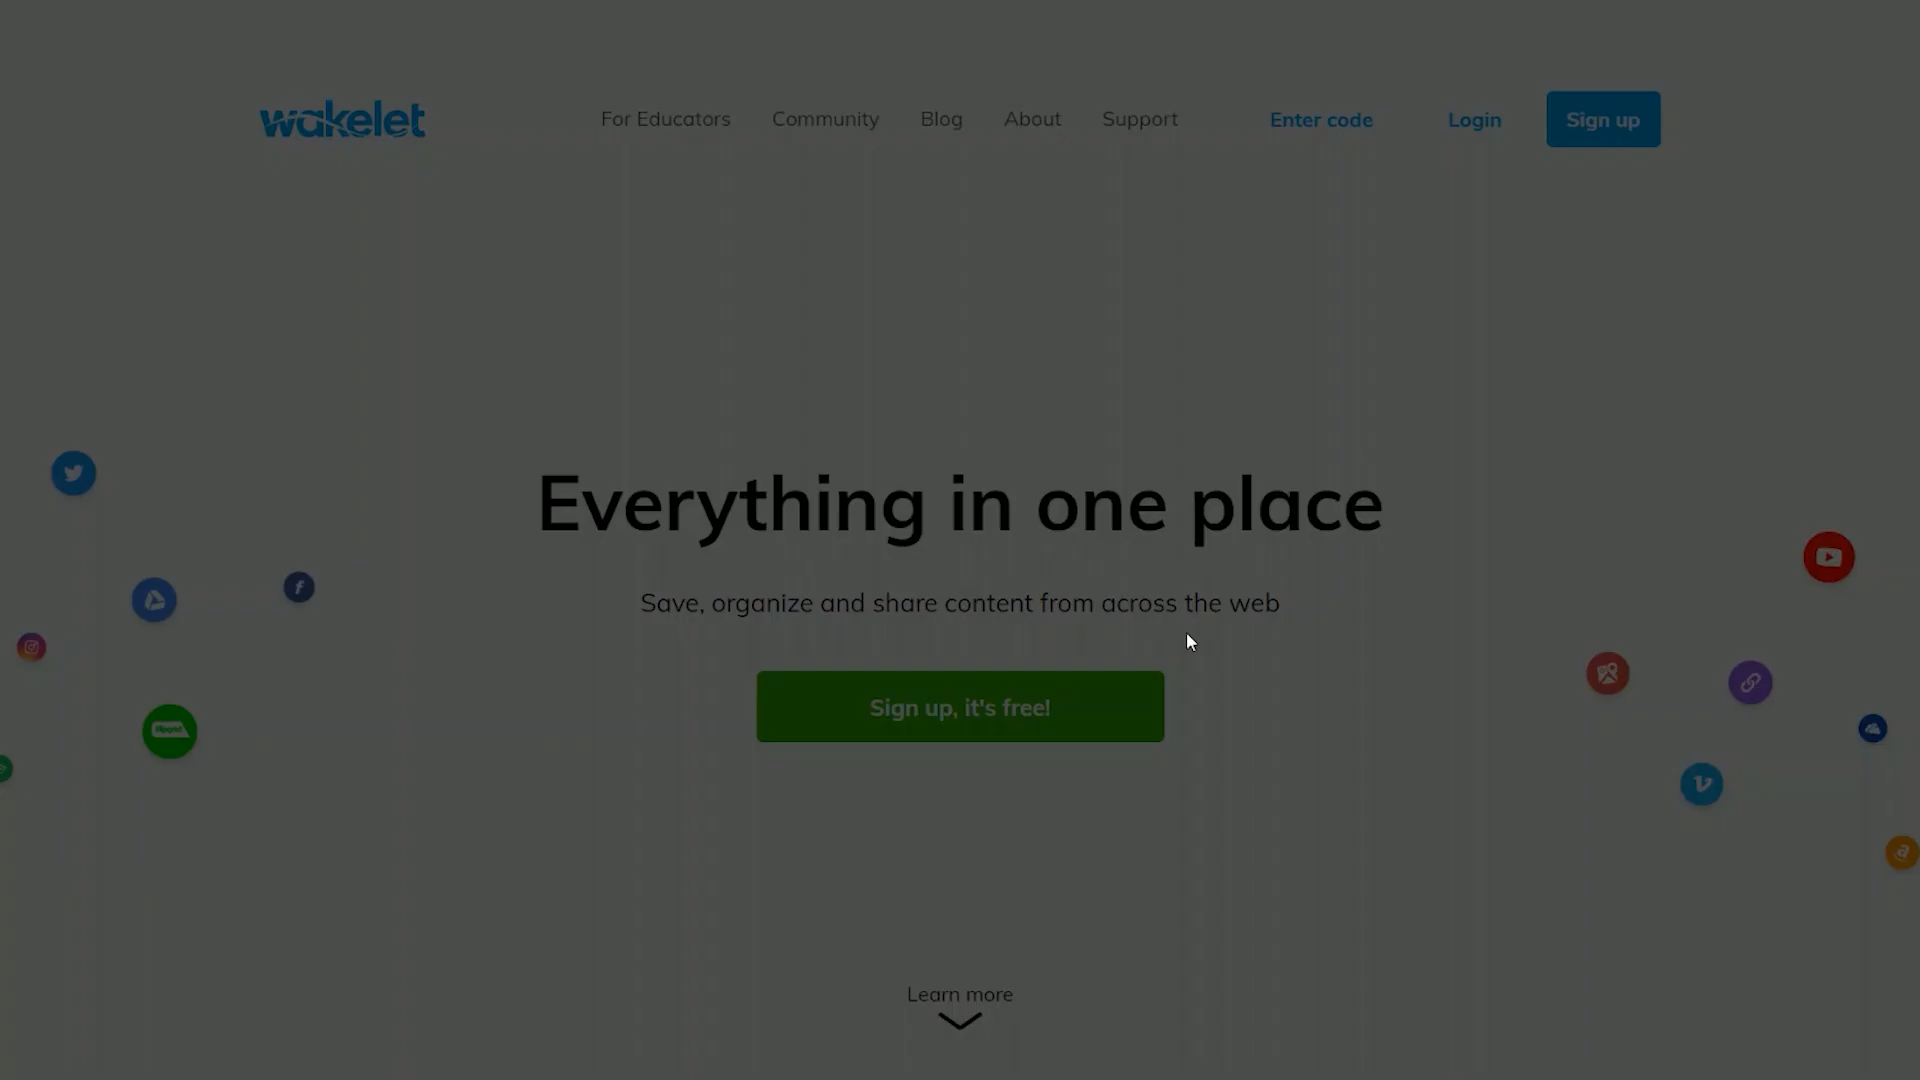 wakelet
For Educators
Community
Blog
About
Support
Enter code
Login
Sign up
Everything in one place
Save, organize and share content from across the web
Sign up, it's free!
Learn more